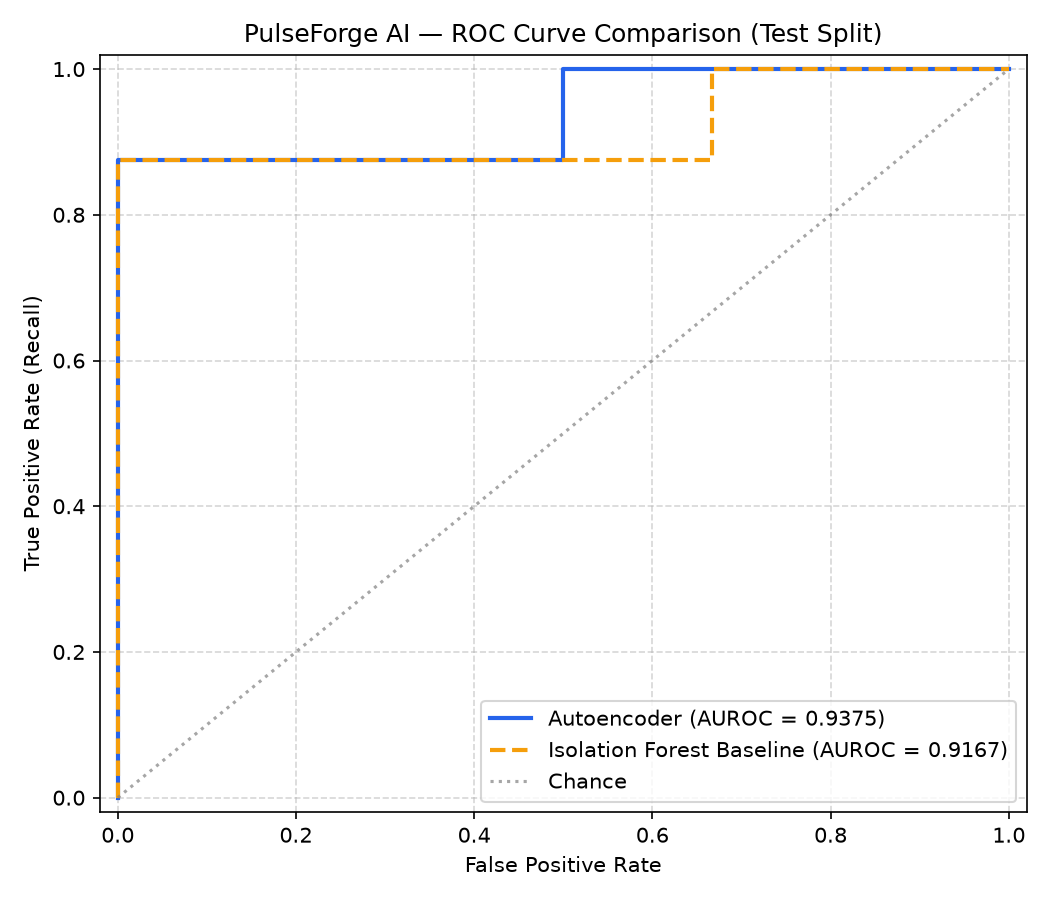 PulseForge AI — ROC Curve Comparison (Test Split)
True Positive Rate (Recall)
1.0
0.8
0.6
0.4
0.2
0.0
Autoencoder (AUROC = 0.9375)
Isolation Forest Baseline (AUROC = 0.9167)
Chance
0.0 0.2 0.4 0.6 0.8 1.0
False Positive Rate